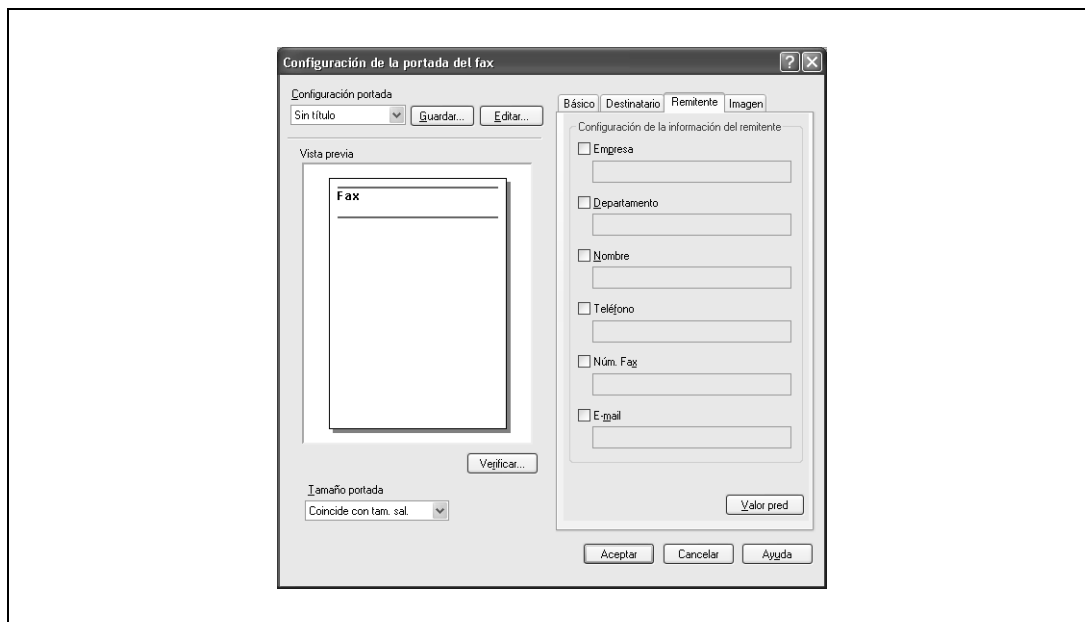 Configuración de la portada del fax
Configuración portada
Sin título
Guardar...
Editar...
Vista previa
Fax
Verificar...
Tamaño portada
Coincide con tam. sal.
Básico
Destinatario
Remitente
Imagen
Configuración de la información del remitente
Empresa
Departamento
Nombre
Teléfono
Núm. Fax
E-mail
Valor pred
Aceptar
Cancelar
Ayuda